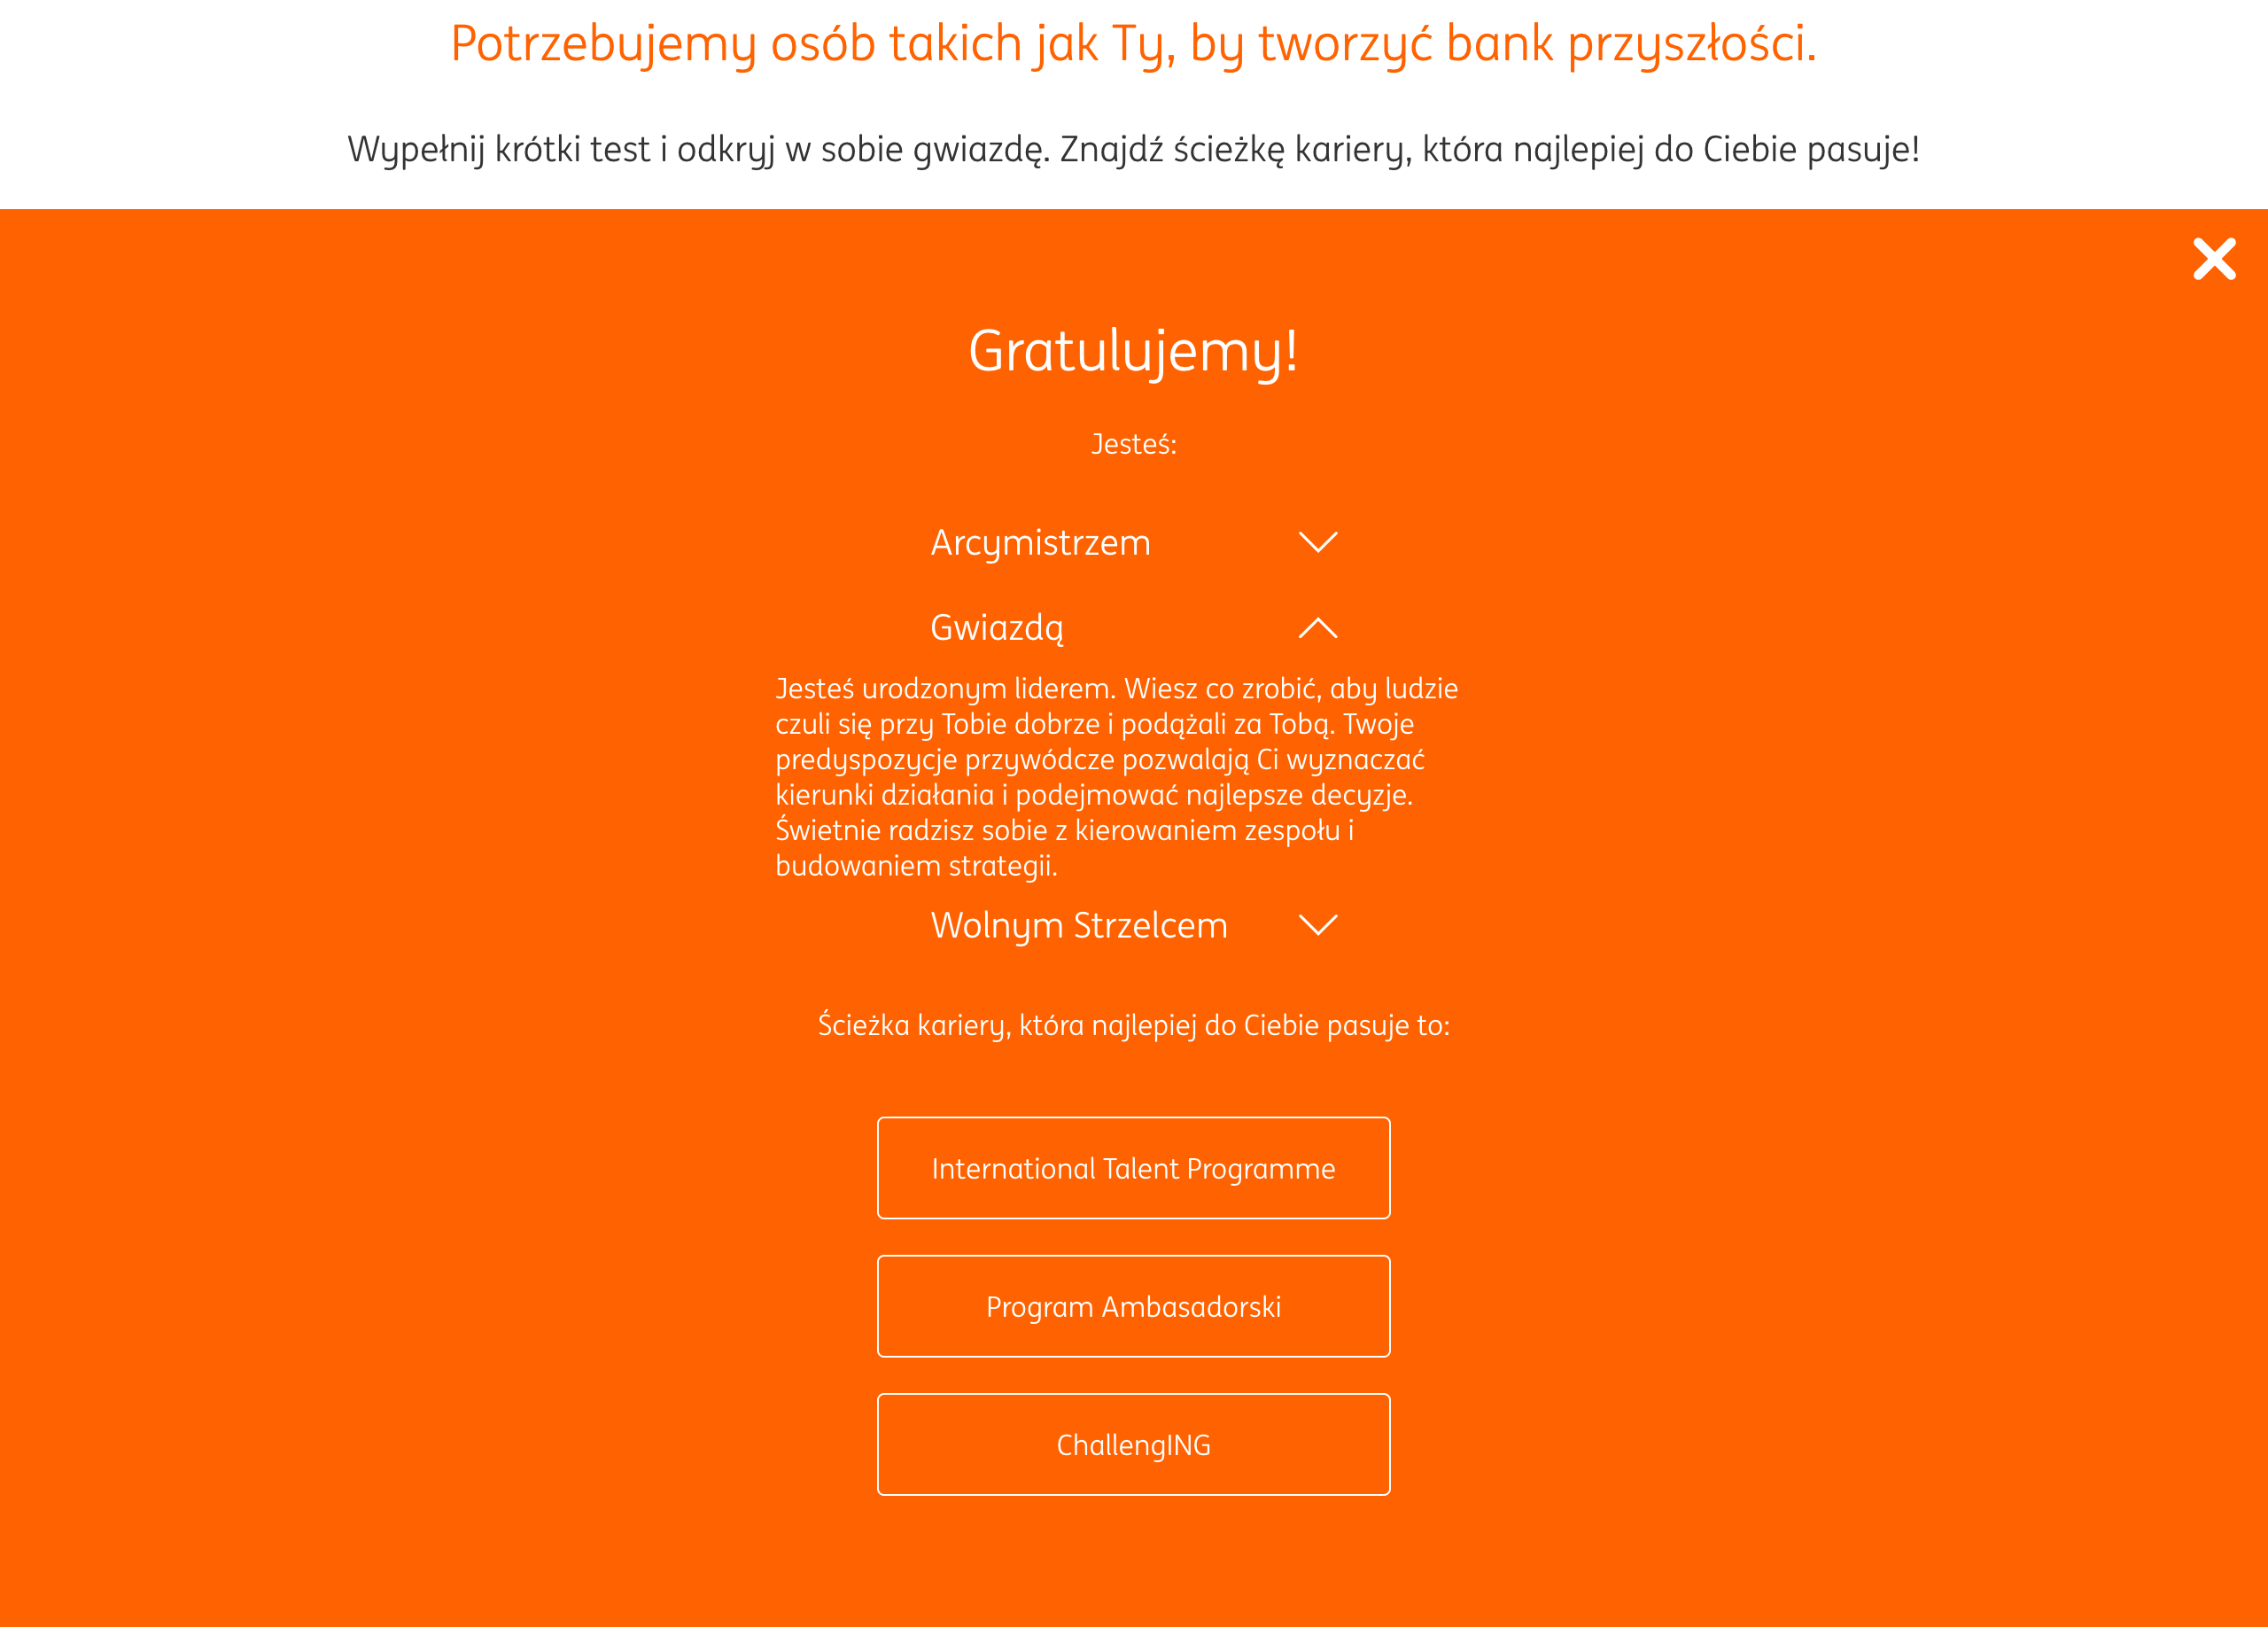 Potrzebujemy osób takich jak Ty, by tworzyć bank przyszłości.
Wypełnij krótki test i odkryj w sobie gwiazdę. Znajdź ścieżkę kariery, która najlepiej do Ciebie pasuje!
Gratulujemy!
Jesteś:
Arcymistrzem
Gwiazdą
Jesteś urodzonym liderem. Wiesz co zrobić, aby ludzie
czuli się przy Tobie dobrze i podążali za Tobą. Twoje
predyspozycje przywódcze pozwalają Ci wyznaczać
kierunki działania i podejmować najlepsze decyzje.
Świetnie radzisz sobie z kierowaniem zespołu i
budowaniem strategii.
Wolnym Strzelcem
Ścieżka kariery, która najlepiej do Ciebie pasuje to:
International Talent Programme
Program Ambasadorski
ChallengING